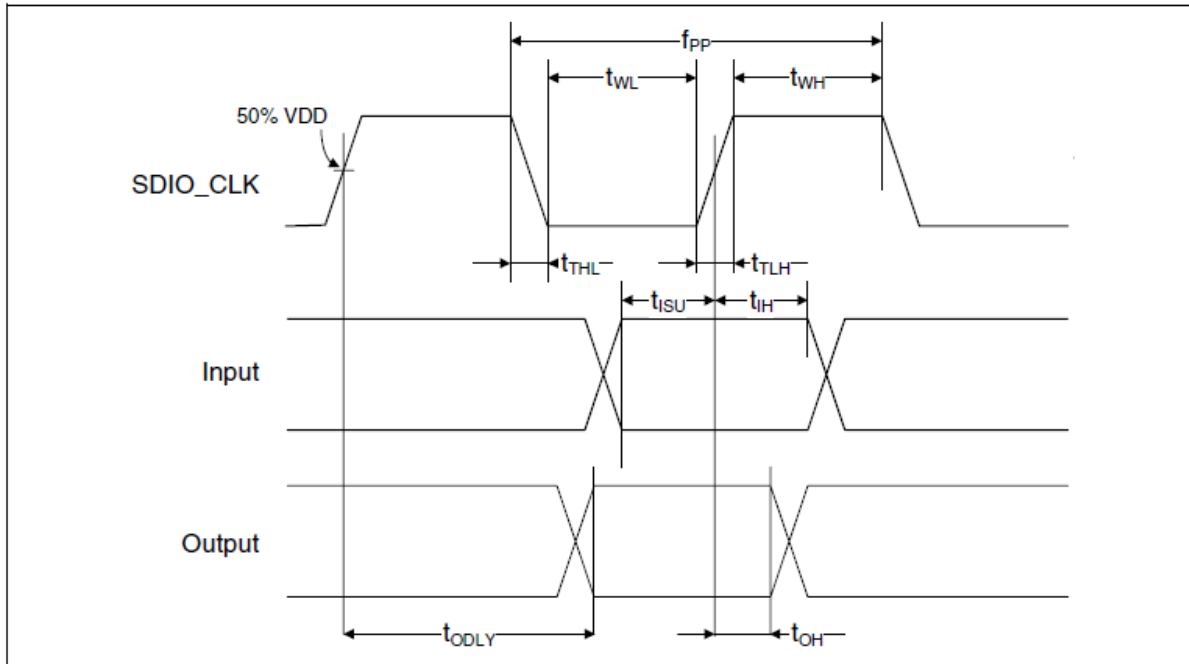 fPP
tWL
tWH
50% VDD
SDIO_CLK
tTHL
tTLH
tISU
tIH
Input
Output
tODLY
tOH